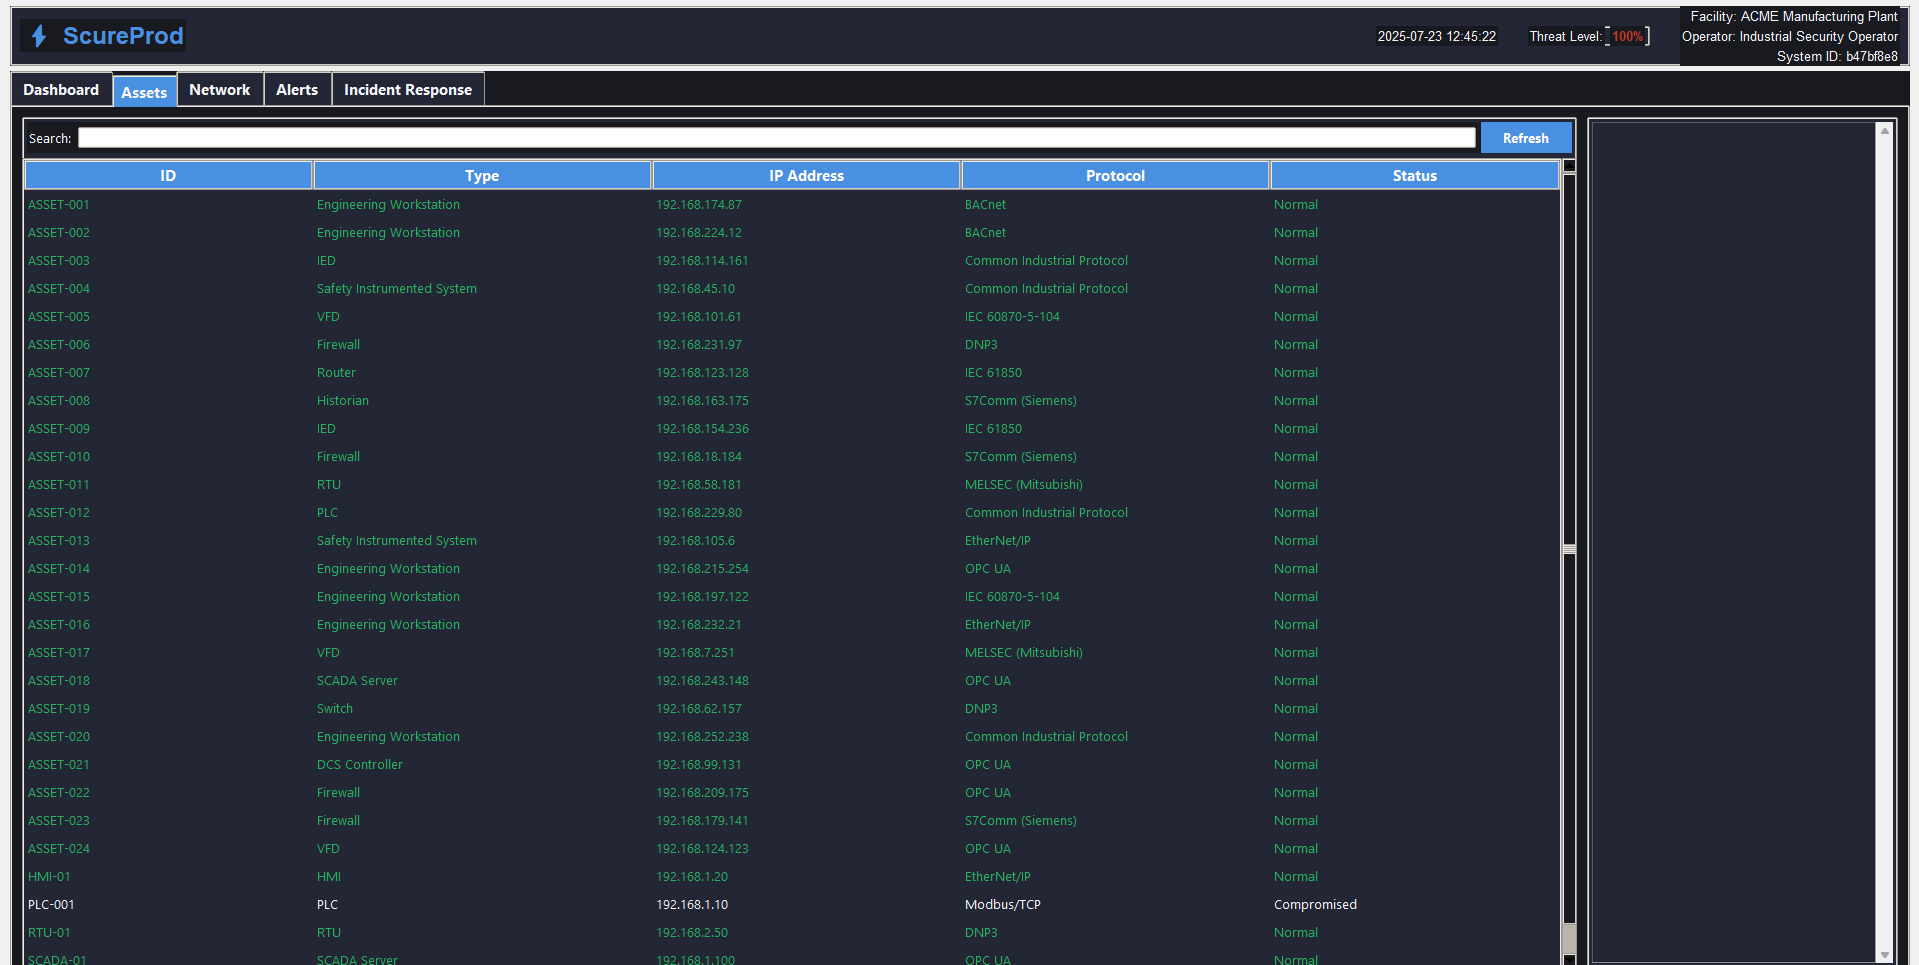 ScureProd
2025-07-23 12:45:22
Threat Level: [100%]
Facility: ACME Manufacturing Plant
Operator: Industrial Security Operator
System ID: b47bf8e8
Dashboard Assets Network Alerts Incident Response
Search: Refresh
ID Type IP Address Protocol Status
ASSET-001 Engineering Workstation 192.168.174.87 BACnet Normal
ASSET-002 Engineering Workstation 192.168.224.12 BACnet Normal
ASSET-003 IED 192.168.114.161 Common Industrial Protocol Normal
ASSET-004 Safety Instrumented System 192.168.45.10 Common Industrial Protocol Normal
ASSET-005 VFD 192.168.101.61 IEC 60870-5-104 Normal
ASSET-006 Firewall 192.168.231.97 DNP3 Normal
ASSET-007 Router 192.168.123.128 IEC 61850 Normal
ASSET-008 Historian 192.168.163.175 S7Comm (Siemens) Normal
ASSET-009 IED 192.168.154.236 IEC 61850 Normal
ASSET-010 Firewall 192.168.18.184 S7Comm (Siemens) Normal
ASSET-011 RTU 192.168.58.181 MELSEC (Mitsubishi) Normal
ASSET-012 PLC 192.168.229.80 Common Industrial Protocol Normal
ASSET-013 Safety Instrumented System 192.168.105.6 EtherNet/IP Normal
ASSET-014 Engineering Workstation 192.168.215.254 OPC UA Normal
ASSET-015 Engineering Workstation 192.168.197.122 IEC 60870-5-104 Normal
ASSET-016 Engineering Workstation 192.168.232.21 EtherNet/IP Normal
ASSET-017 VFD 192.168.7.251 MELSEC (Mitsubishi) Normal
ASSET-018 SCADA Server 192.168.243.148 OPC UA Normal
ASSET-019 Switch 192.168.62.157 DNP3 Normal
ASSET-020 Engineering Workstation 192.168.252.238 Common Industrial Protocol Normal
ASSET-021 DCS Controller 192.168.99.131 OPC UA Normal
ASSET-022 Firewall 192.168.209.175 OPC UA Normal
ASSET-023 Firewall 192.168.179.141 S7Comm (Siemens) Normal
ASSET-024 VFD 192.168.124.123 OPC UA Normal
HMI-01 HMI 192.168.1.20 EtherNet/IP Normal
PLC-001 PLC 192.168.1.10 Modbus/TCP Compromised
RTU-01 RTU 192.168.2.50 DNP3 Normal
SCADA-01 SCADA Server 192.168.1.100 OPC UA Normal